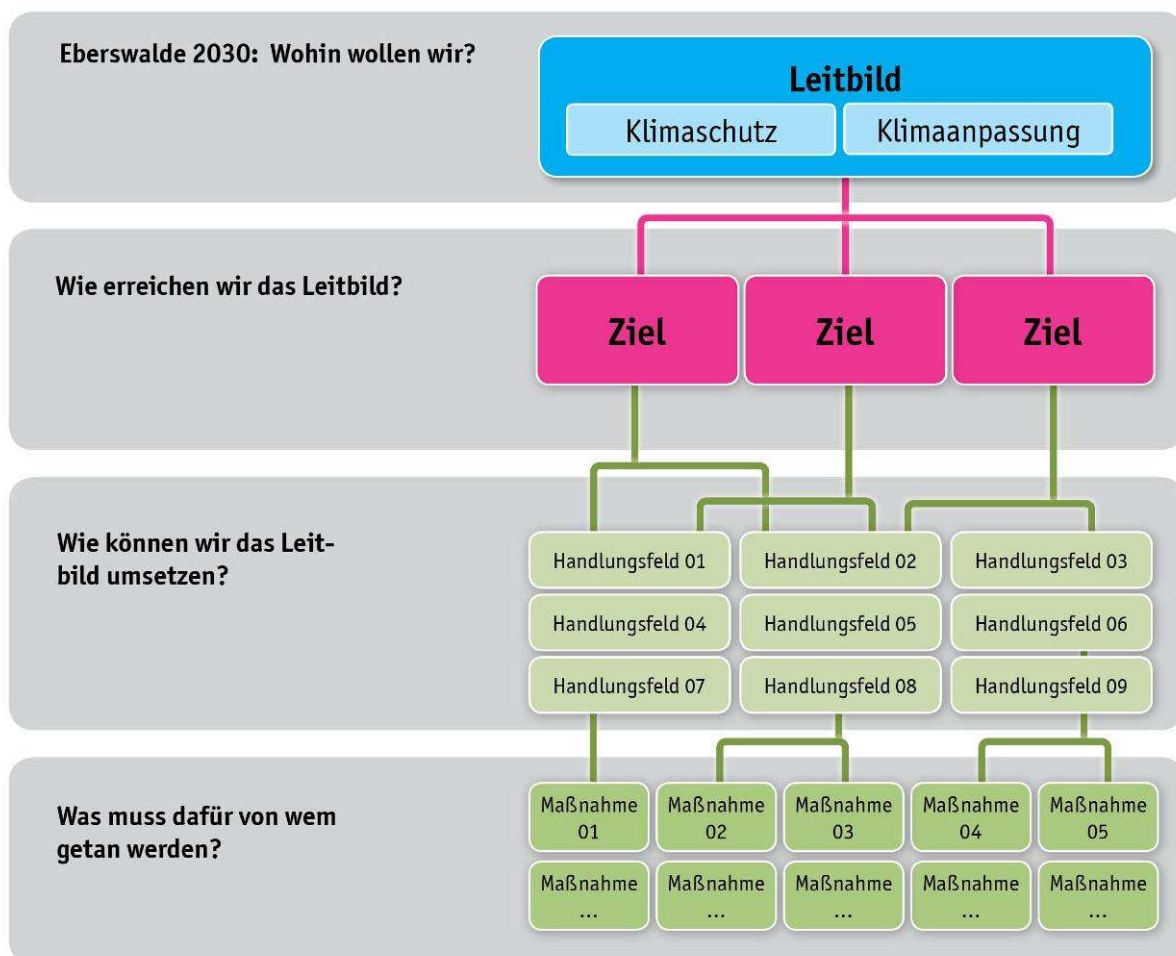 Eberswalde 2030: Wohin wollen wir?
Leitbild
Klimaschutz
Klimaanpassung
Wie erreichen wir das Leitbild?
Ziel
Ziel
Ziel
Wie können wir das Leit-
bild umsetzen?
Handlungsfeld 01
Handlungsfeld 02
Handlungsfeld 03
Handlungsfeld 04
Handlungsfeld 05
Handlungsfeld 06
Handlungsfeld 07
Handlungsfeld 08
Handlungsfeld 09
Was muss dafür von wem
getan werden?
Maßnahme
01
Maßnahme
02
Maßnahme
03
Maßnahme
04
Maßnahme
05
Maßnahme
...
Maßnahme
...
Maßnahme
...
Maßnahme
...
Maßnahme
...